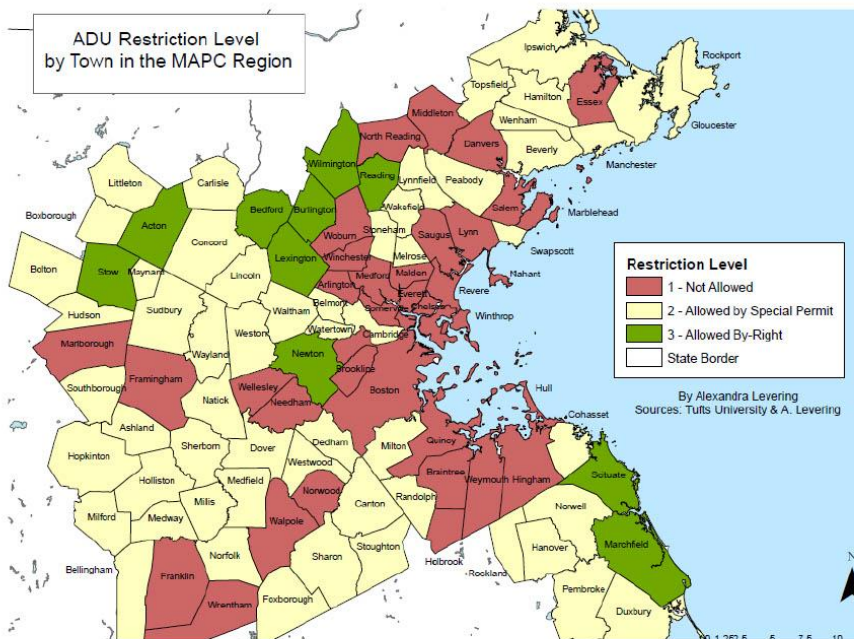 ADU Restriction Level
by Town in the MAPC Region
Ipswich
Rockport
Topsfield
Hamilton
Essex
Middleton
Wenham
Gloucester
North Reading
Danvers
Beverly
Wilmington
Manchester
Reading
Lynnfield
Peabody
Littleton
Carlisle
Bedford
Burlington
Wakefield
Salem
Marblehead
Boxborough
Acton
Woburn
Stoneham
Lynn
Saugus
Concord
Lexington
Winchester
Melrose
Swapscott
Bolton
Stow
Maynard
Lincoln
Arlington
Medford
Malden
Nahant
Revere
Everett
Hudson
Sudbury
Waltham
Belmont
Somerville
Chelsea
Winthrop
Watertown
Cambridge
Weston
Marlborough
Wayland
Newton
Brookline
Framingham
Boston
Wellesley
Hull
Southborough
Natick
Needham
Cohasset
Ashland
Dedham
Milton
Quincy
Hopkinton
Sherborn
Dover
Westwood
Braintree
Weymouth
Hingham
Scituate
Holliston
Medfield
Norwood
Randolph
Millis
Canton
Norwell
Milford
Medway
Walpole
Norfolk
Stoughton
Hanover
Marchfield
Sharon
Holbrook
Rockland
Bellingham
Franklin
Foxborough
Pembroke
Wrentham
Duxbury
Restriction Level
1 - Not Allowed
2 - Allowed by Special Permit
3 - Allowed By-Right
State Border
By Alexandra Levering
Sources: Tufts University & A. Levering
N
5 7.5 10